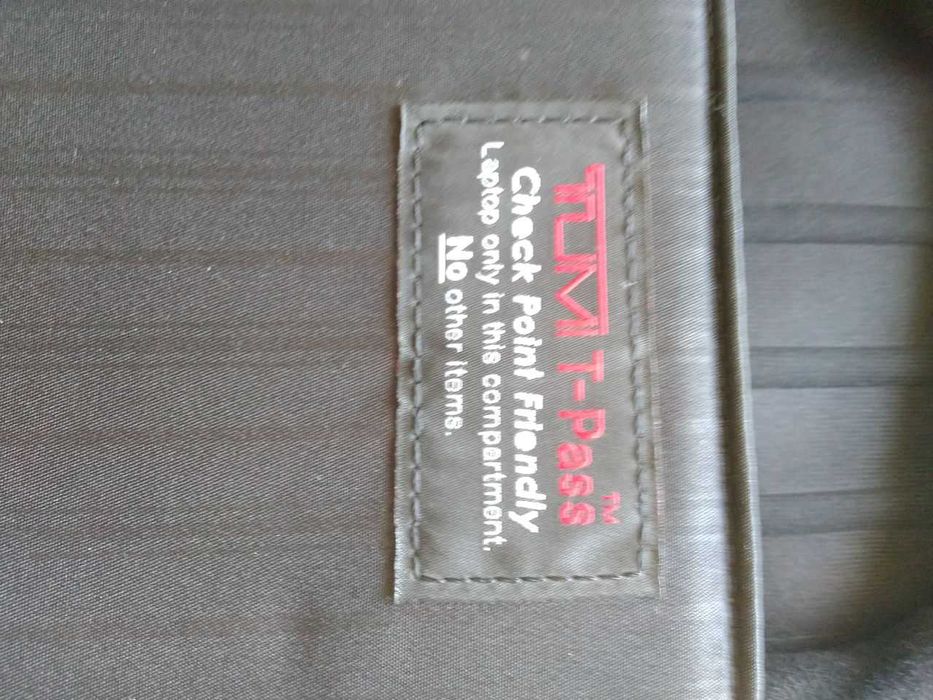 TUMI T-Pass™
Check Point Friendly
Laptop only in this compartment.
No other items.